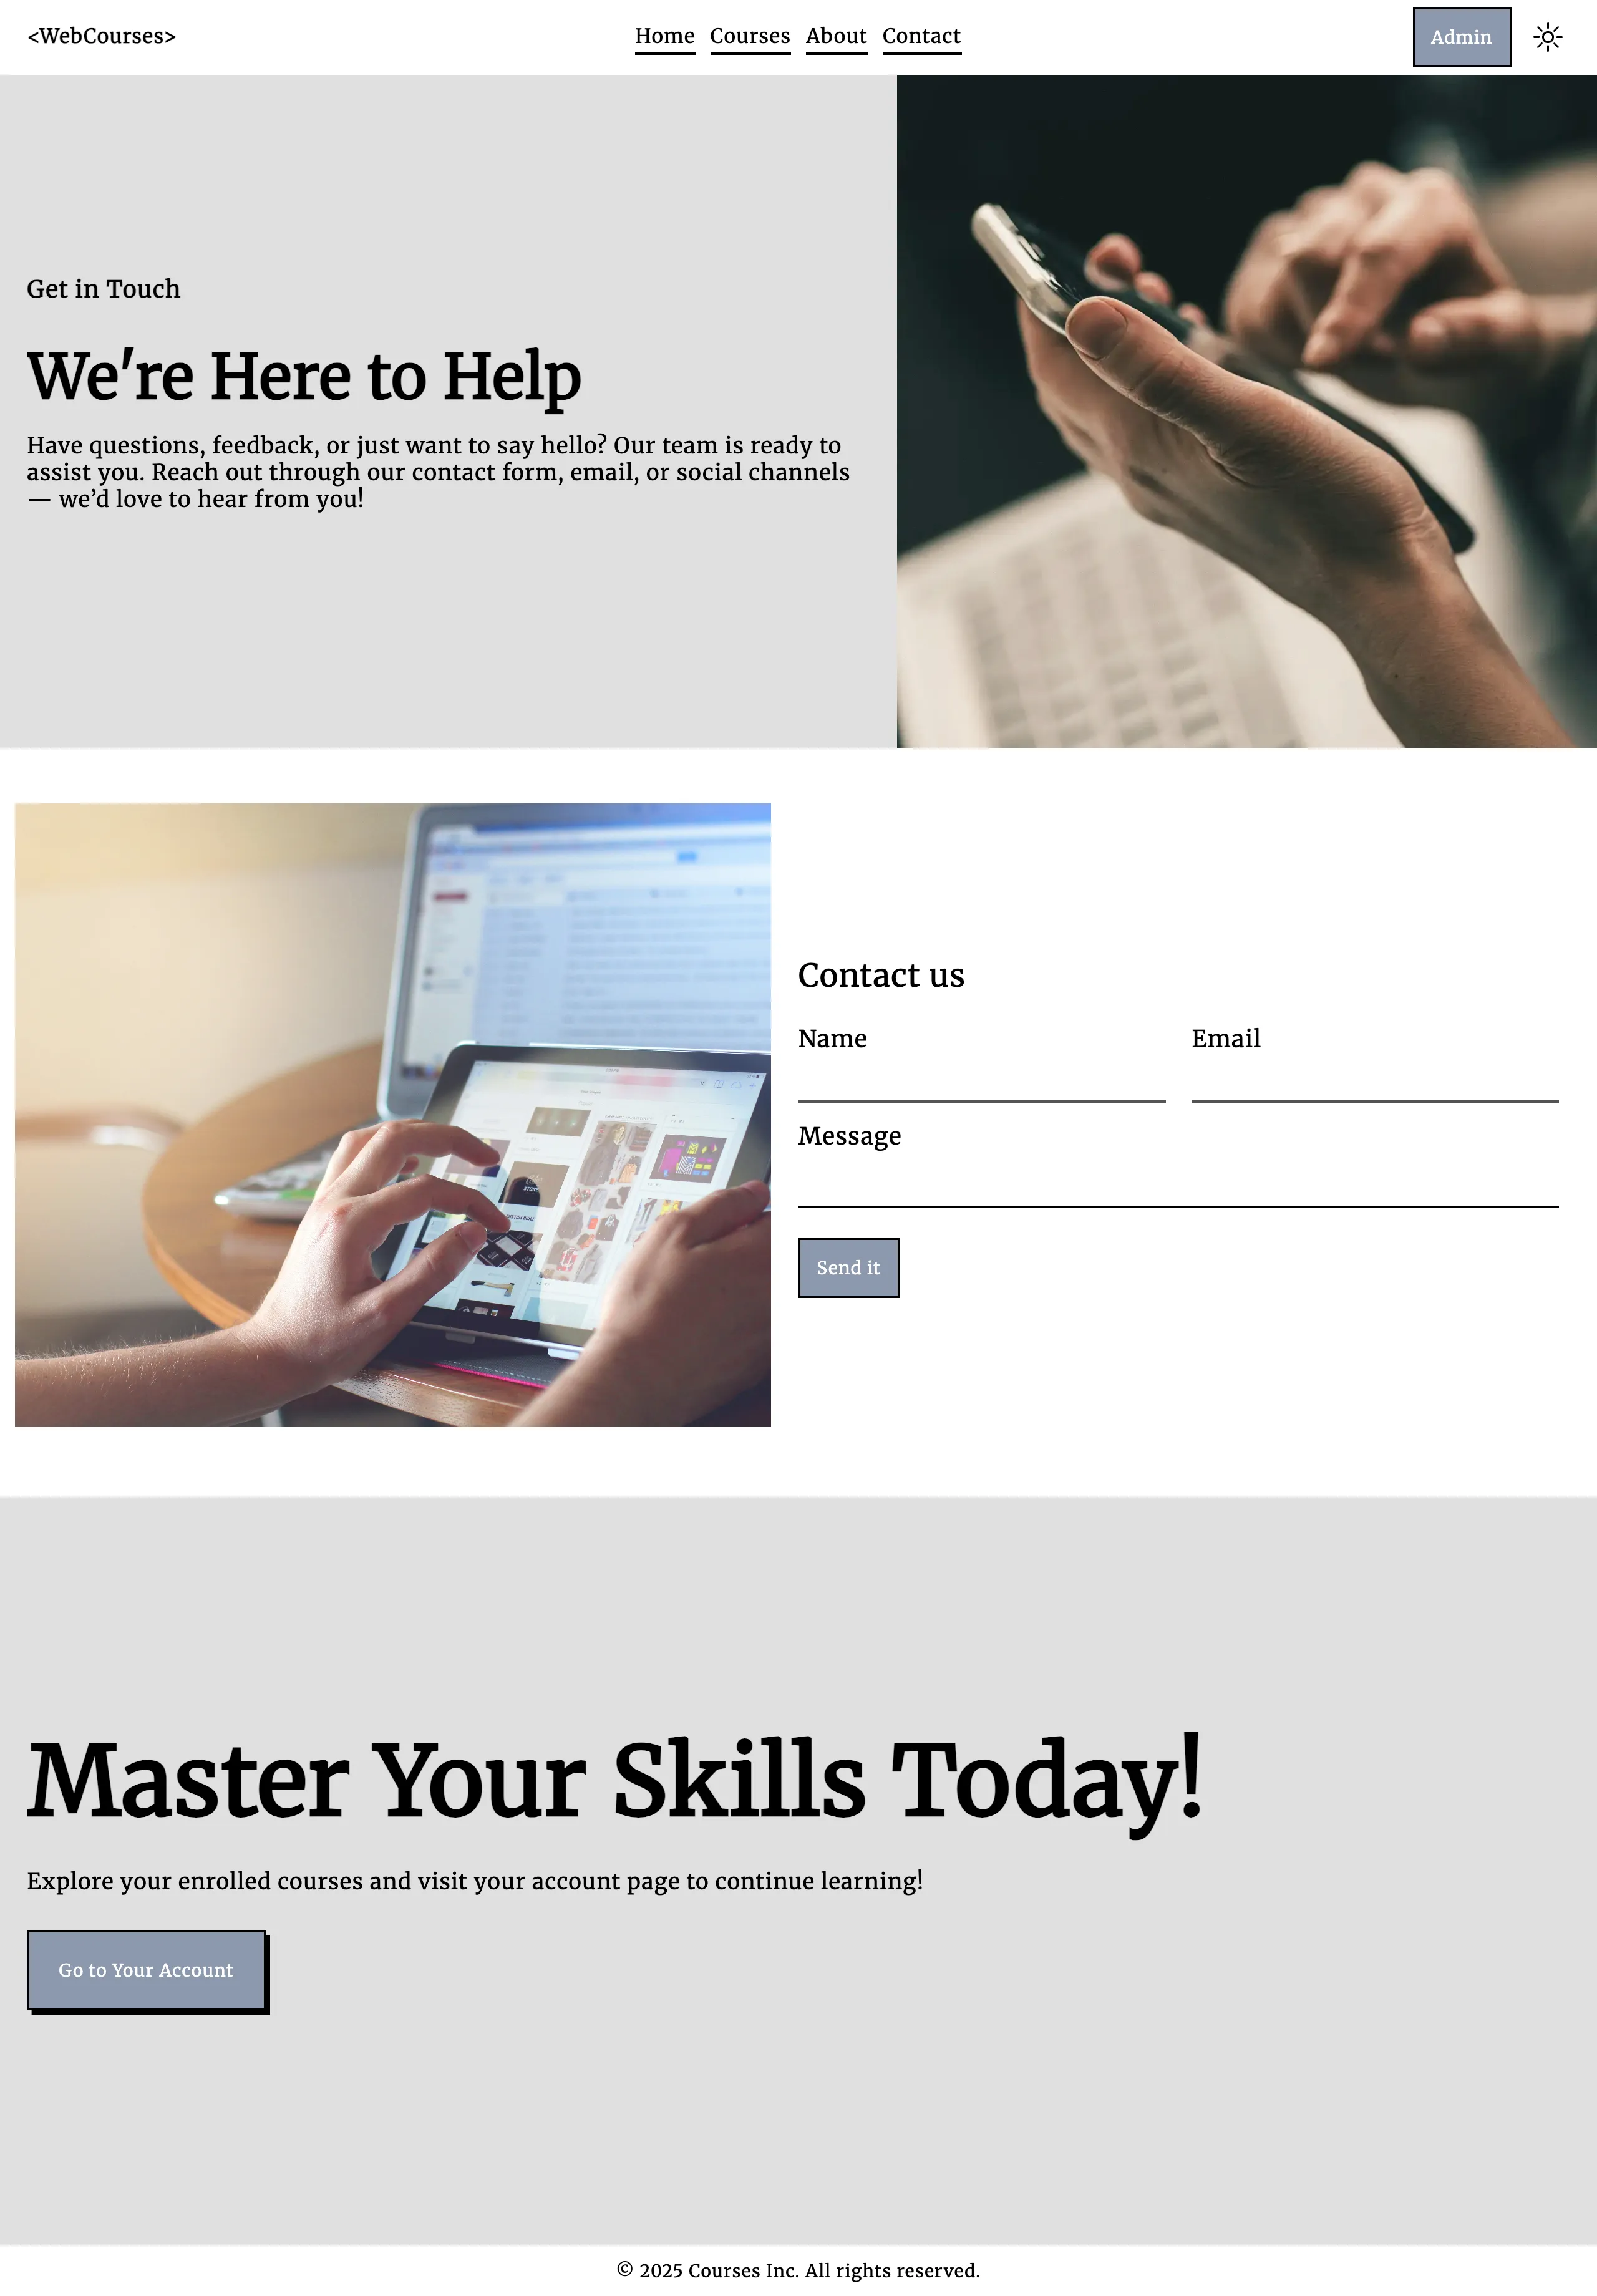 <WebCourses>
Home Courses About Contact
Admin
Get in Touch
We're Here to Help
Have questions, feedback, or just want to say hello? Our team is ready to
assist you. Reach out through our contact form, email, or social channels
— we’d love to hear from you!
Contact us
Name Email
Message
Send it
Master Your Skills Today!
Explore your enrolled courses and visit your account page to continue learning!
Go to Your Account
© 2025 Courses Inc. All rights reserved.